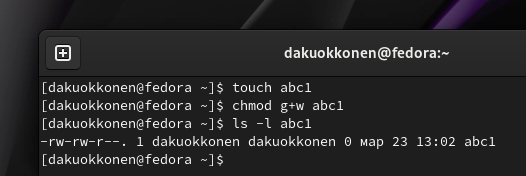 dakuokkonen@fedora:~
[dakuokkonen@fedora ~]$ touch abc1
[dakuokkonen@fedora ~]$ chmod g+w abc1
[dakuokkonen@fedora ~]$ ls -l abc1
-rw-rw-r--. 1 dakuokkonen dakuokkonen 0 мар 23 13:02 abc1
[dakuokkonen@fedora ~]$